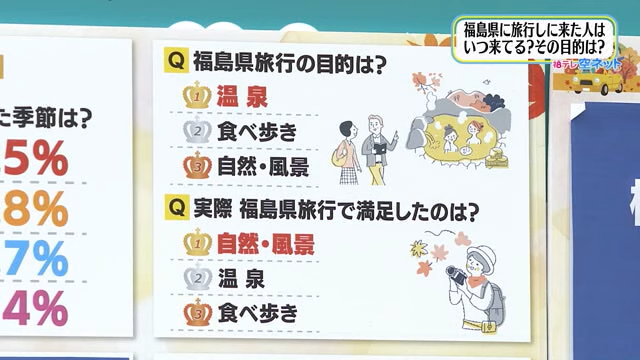 福島県に旅行しに来た人は
いつ来てる?その目的は?
福テレ空ネット
た季節は?
5%
8%
7%
4%
Q 福島県旅行の目的は?
1 温泉
2 食べ歩き
3 自然・風景
Q 実際 福島県旅行で満足したのは?
1 自然・風景
2 温泉
3 食べ歩き